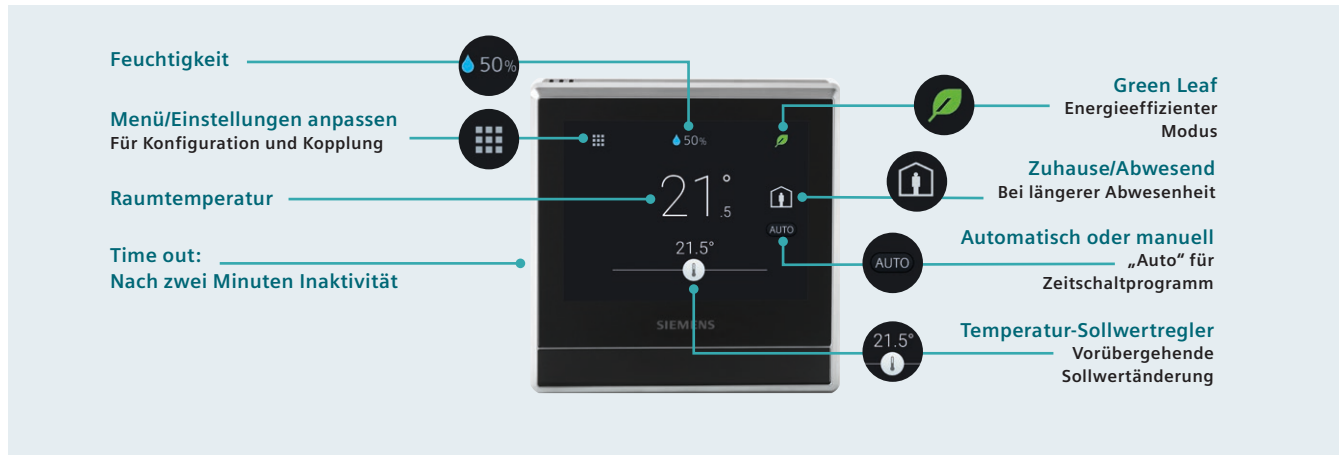 Feuchtigkeit
50%
Menü/Einstellungen anpassen
Für Konfiguration und Kopplung
Raumtemperatur
Time out:
Nach zwei Minuten Inaktivität
50%
21°.5
AUTO
21.5°
SIEMENS
Green Leaf
Energieeffizienter
Modus
Zuhause/Abwesend
Bei längerer Abwesenheit
Automatisch oder manuell
AUTO
„Auto“ für
Zeitschaltprogramm
Temperatur-Sollwertregler
21.5°
Vorübergehende
Sollwertänderung